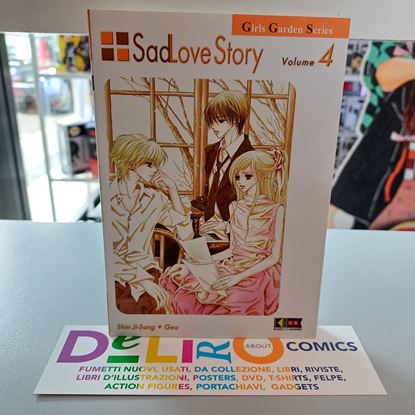 Girls Garden Series
SadLove Story
Volume 4
Shin Ji-Sang + Geo
DELIRO ABOUT COMICS
FUMETTI NUOVI, USATI, DA COLLEZIONE, LIBRI, RIVISTE,
LIBRI D'ILLUSTRAZIONI, POSTERS, DVD, T-SHIRTS, FELPE,
ACTION FIGURES, PORTACHIAVI, GADGETS